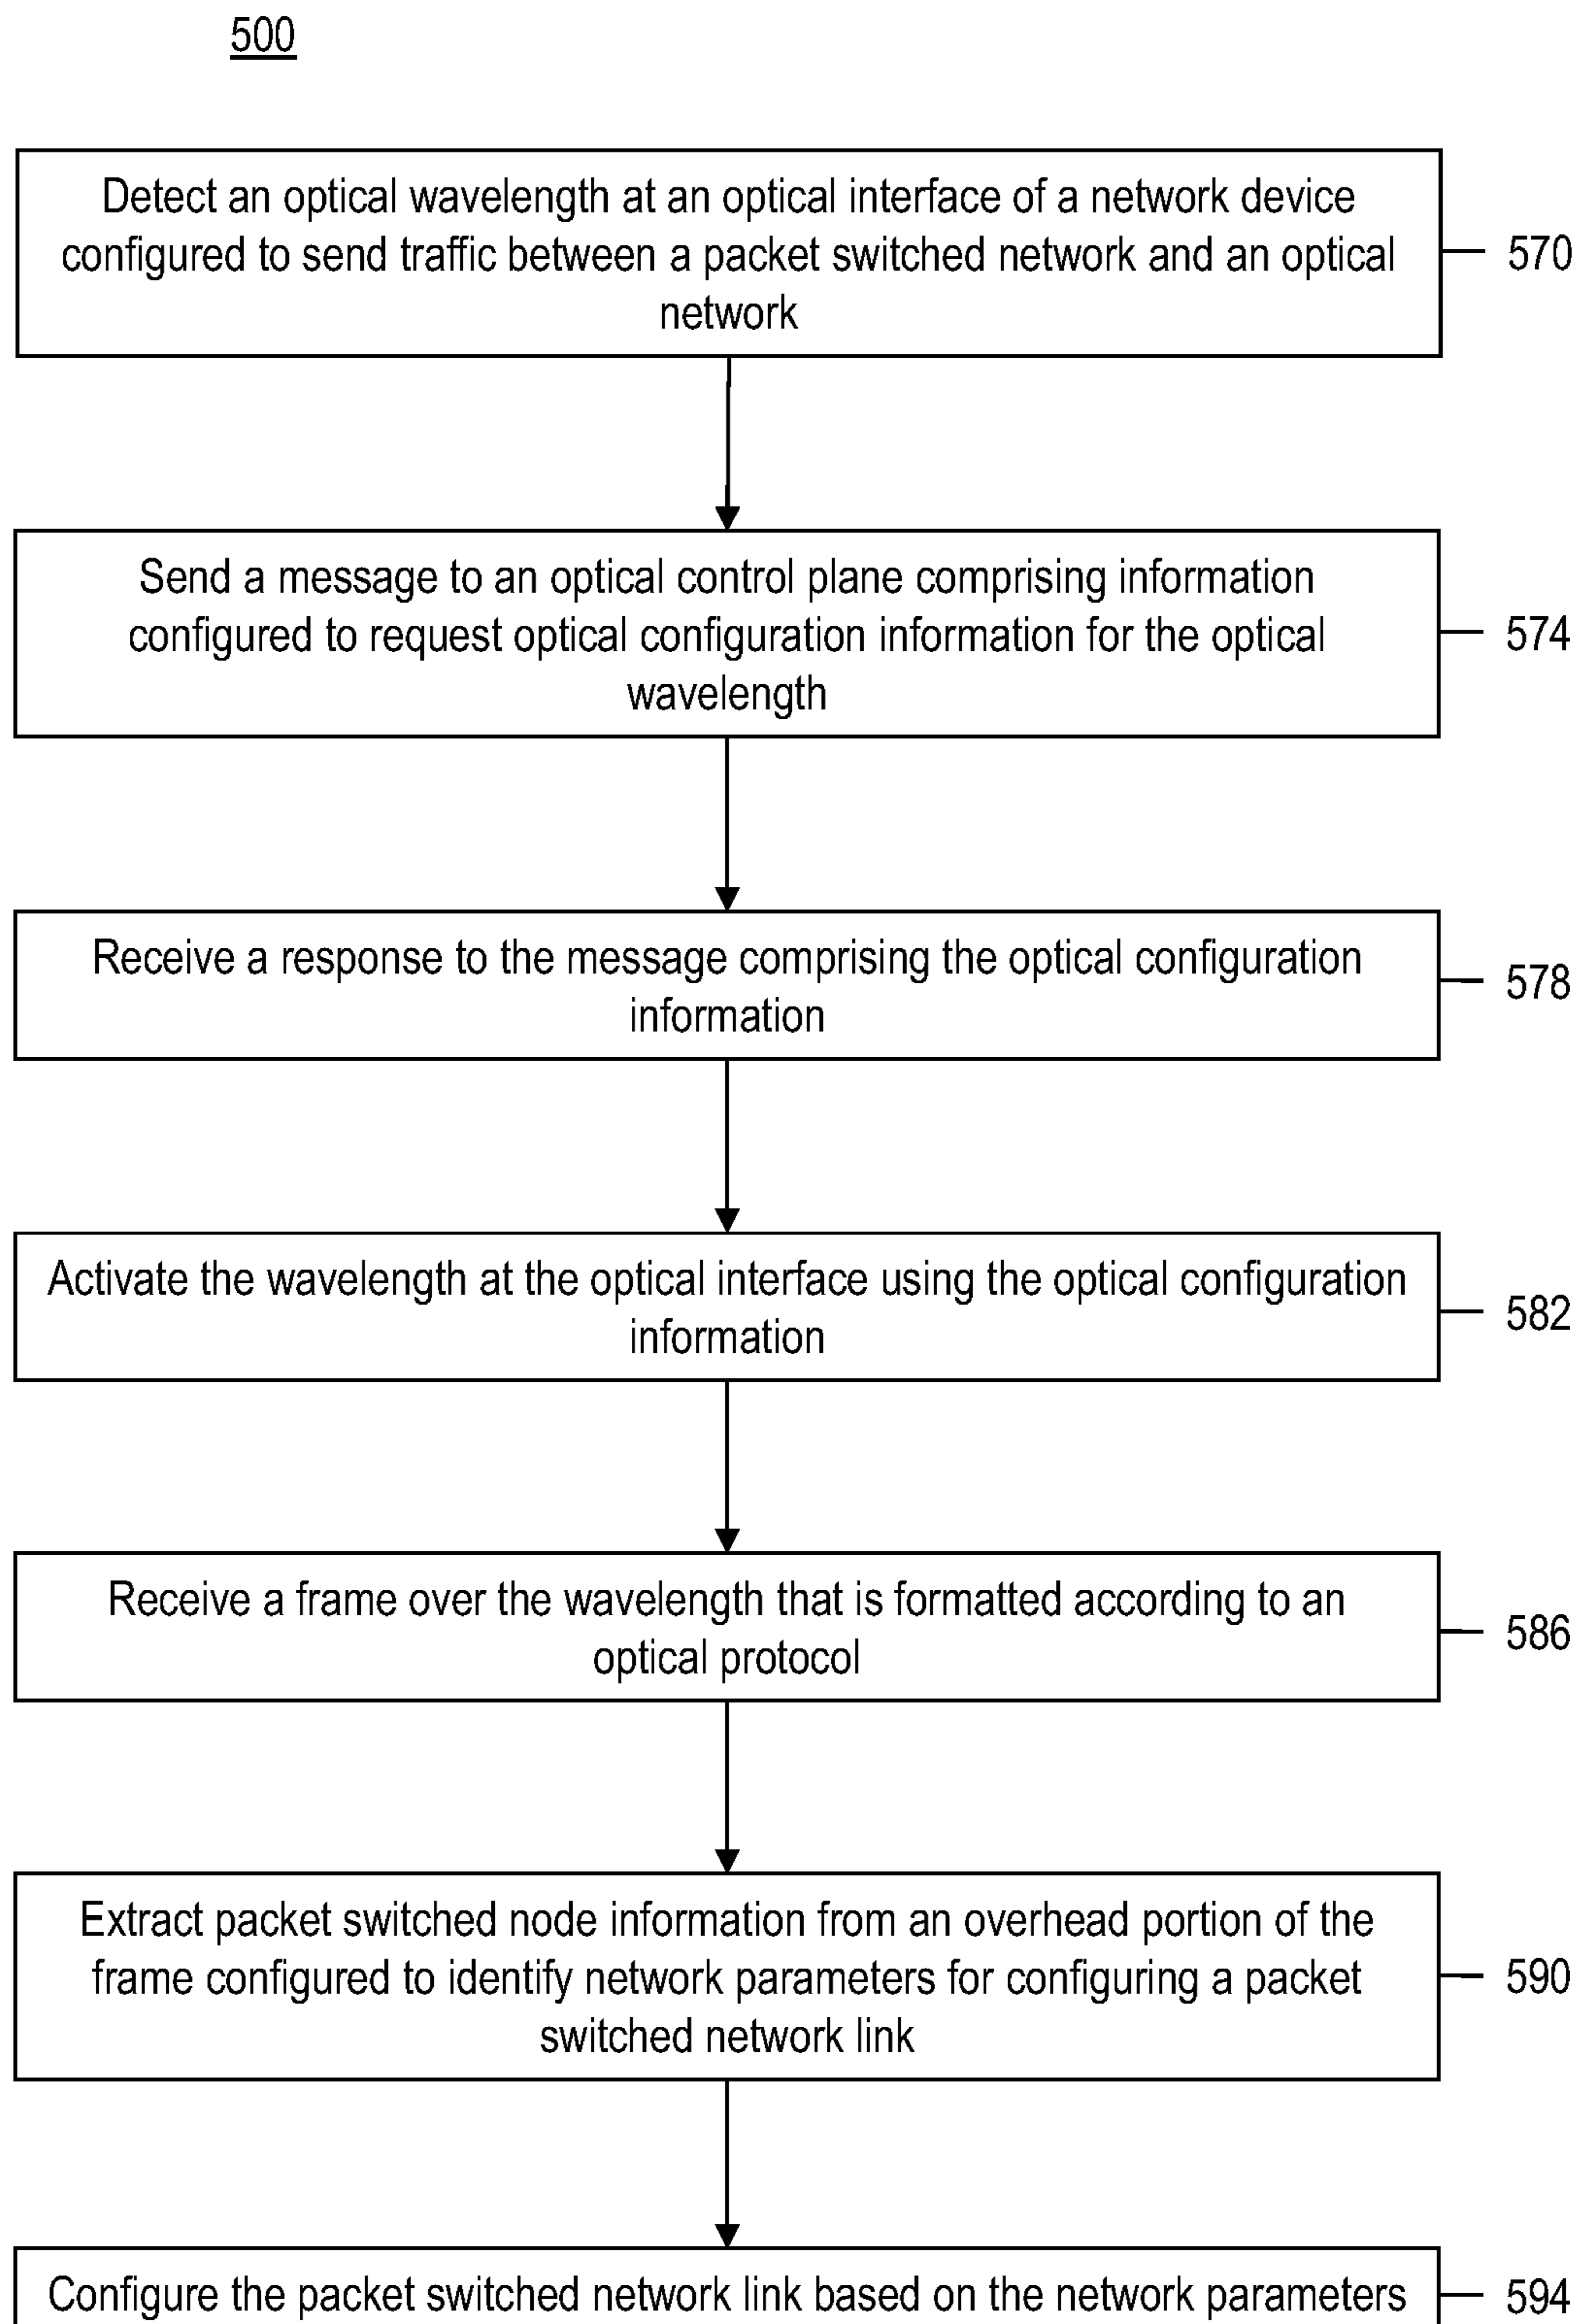 500
Detect an optical wavelength at an optical interface of a network device
configured to send traffic between a packet switched network and an optical
network
570
Send a message to an optical control plane comprising information
configured to request optical configuration information for the optical
wavelength
574
Receive a response to the message comprising the optical configuration
information
578
Activate the wavelength at the optical interface using the optical configuration
information
582
Receive a frame over the wavelength that is formatted according to an
optical protocol
586
Extract packet switched node information from an overhead portion of the
frame configured to identify network parameters for configuring a packet
switched network link
590
Configure the packet switched network link based on the network parameters
594